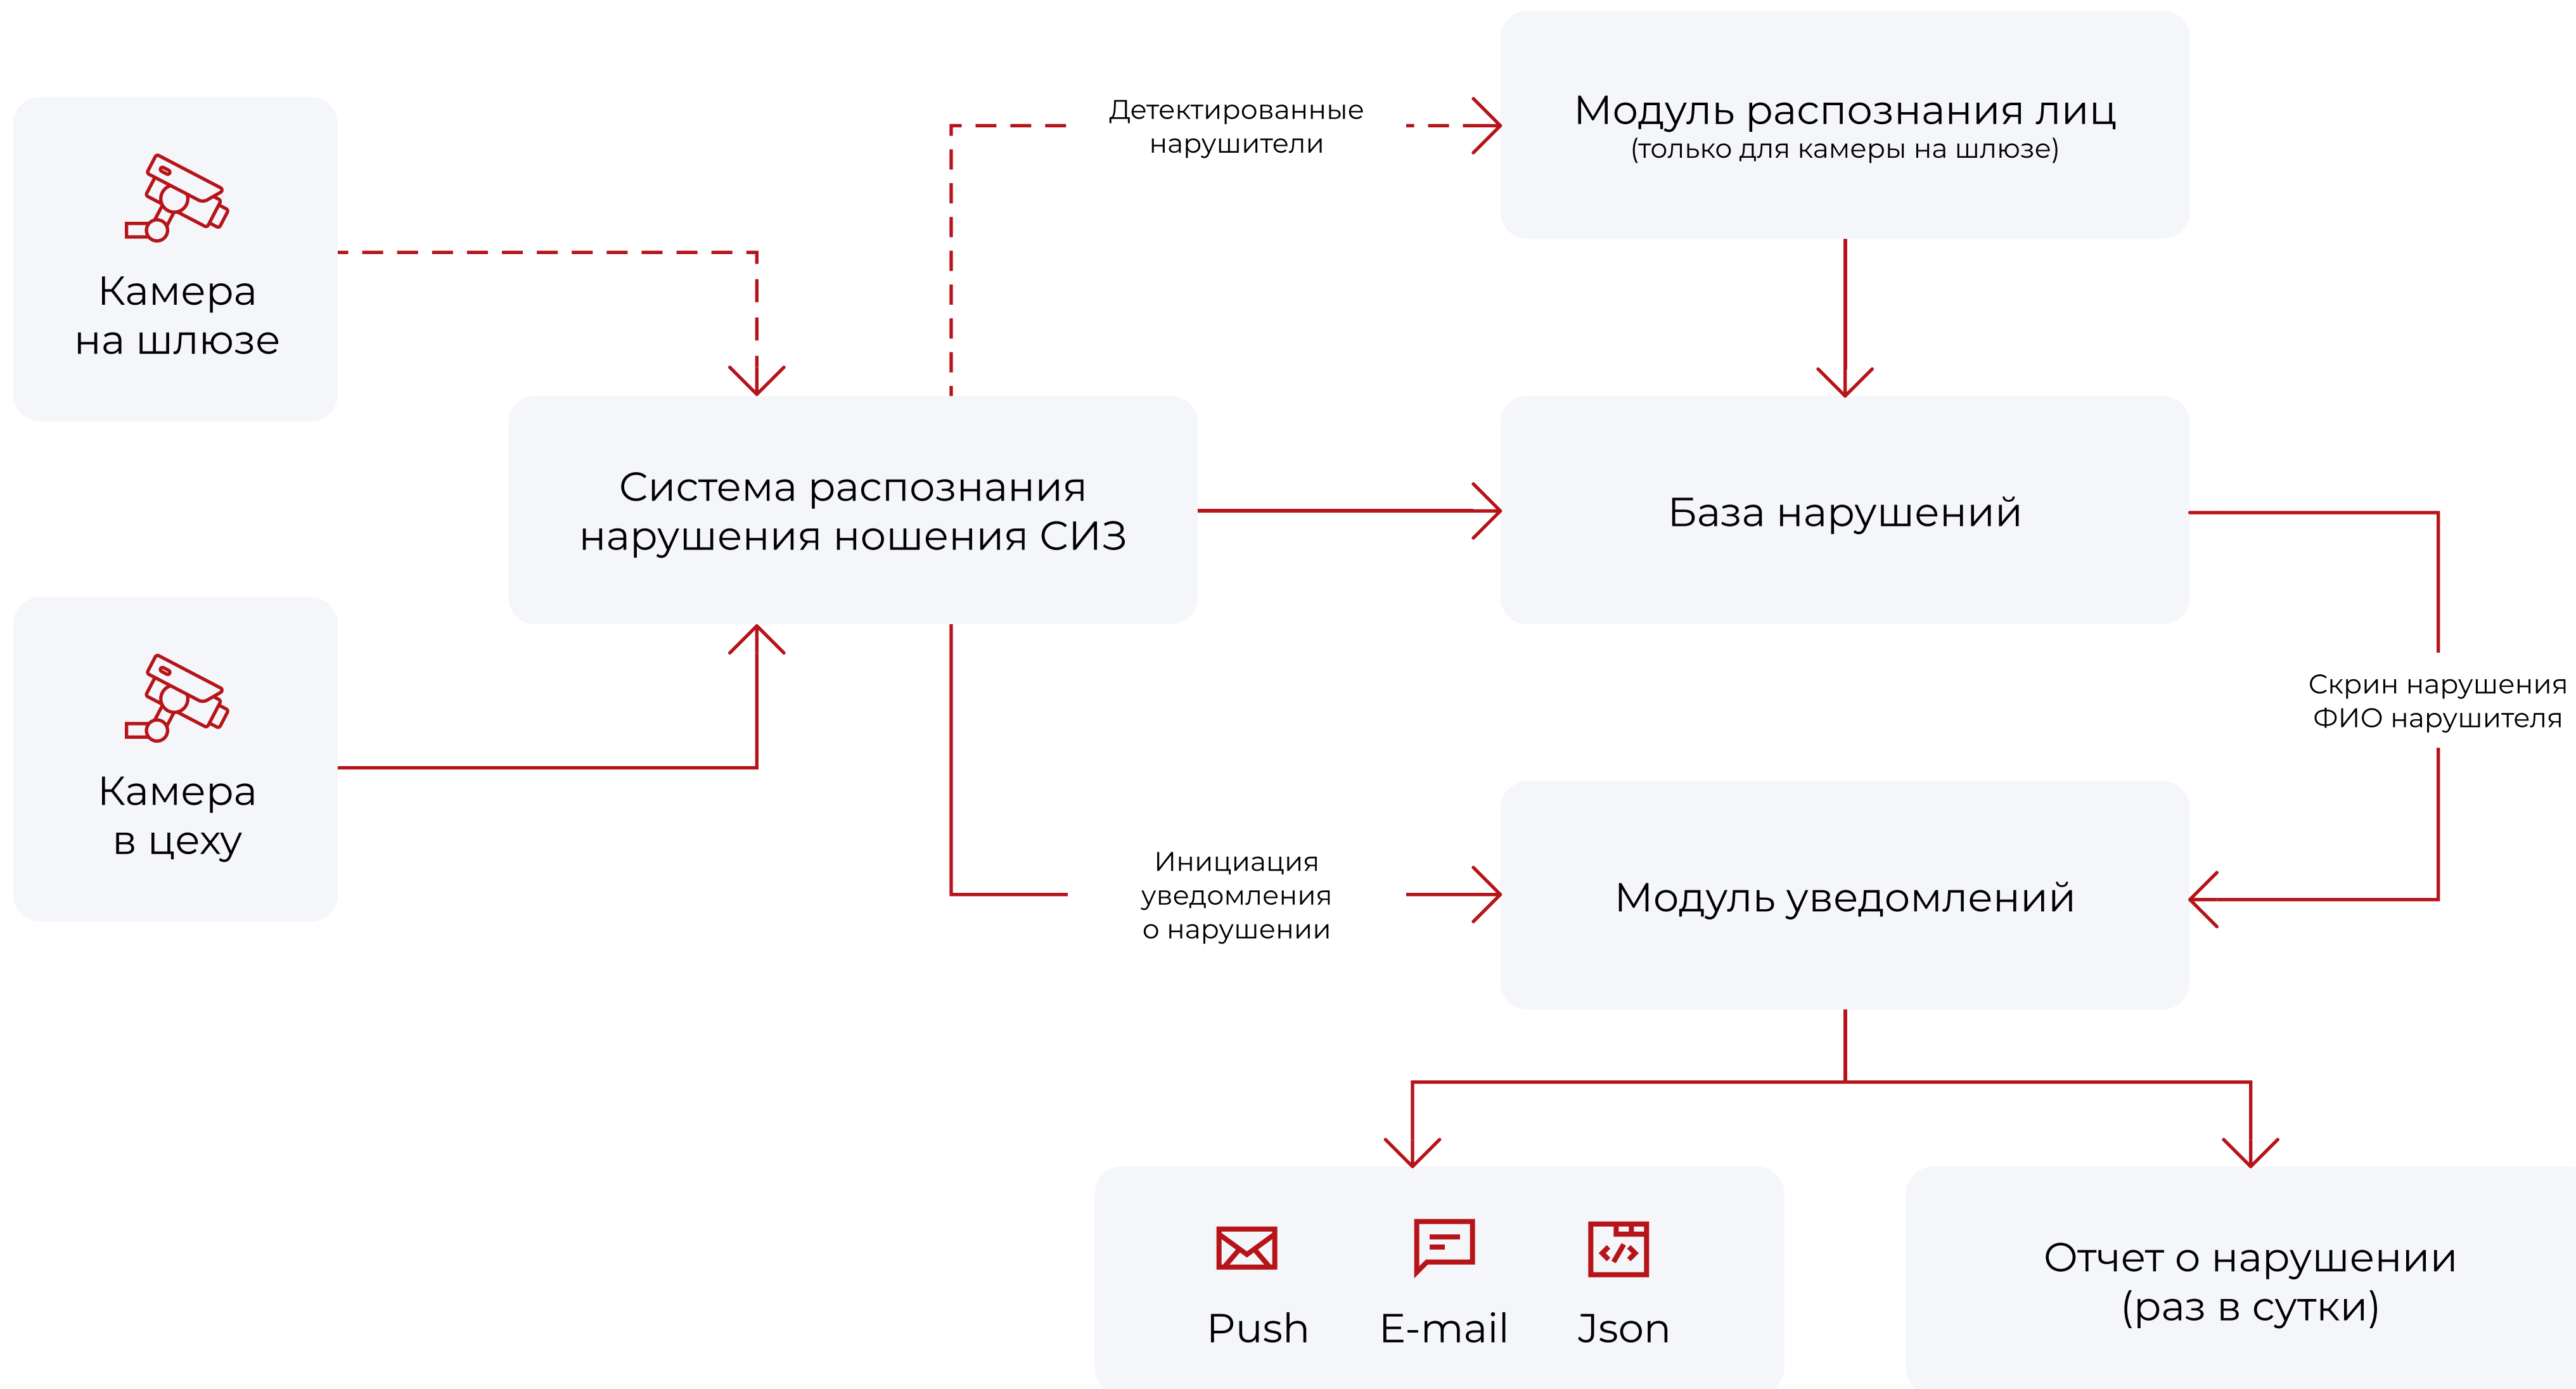 Детектированные
нарушители
Модуль распознания лиц
(только для камеры на шлюзе)
Камера
на шлюзе
Система распознания
нарушения ношения СИЗ
База нарушений
Скрин нарушения
ФИО нарушителя
Камера
в цеху
Инициация
уведомления
о нарушении
Модуль уведомлений
Push
E-mail
Json
Отчет о нарушении
(раз в сутки)